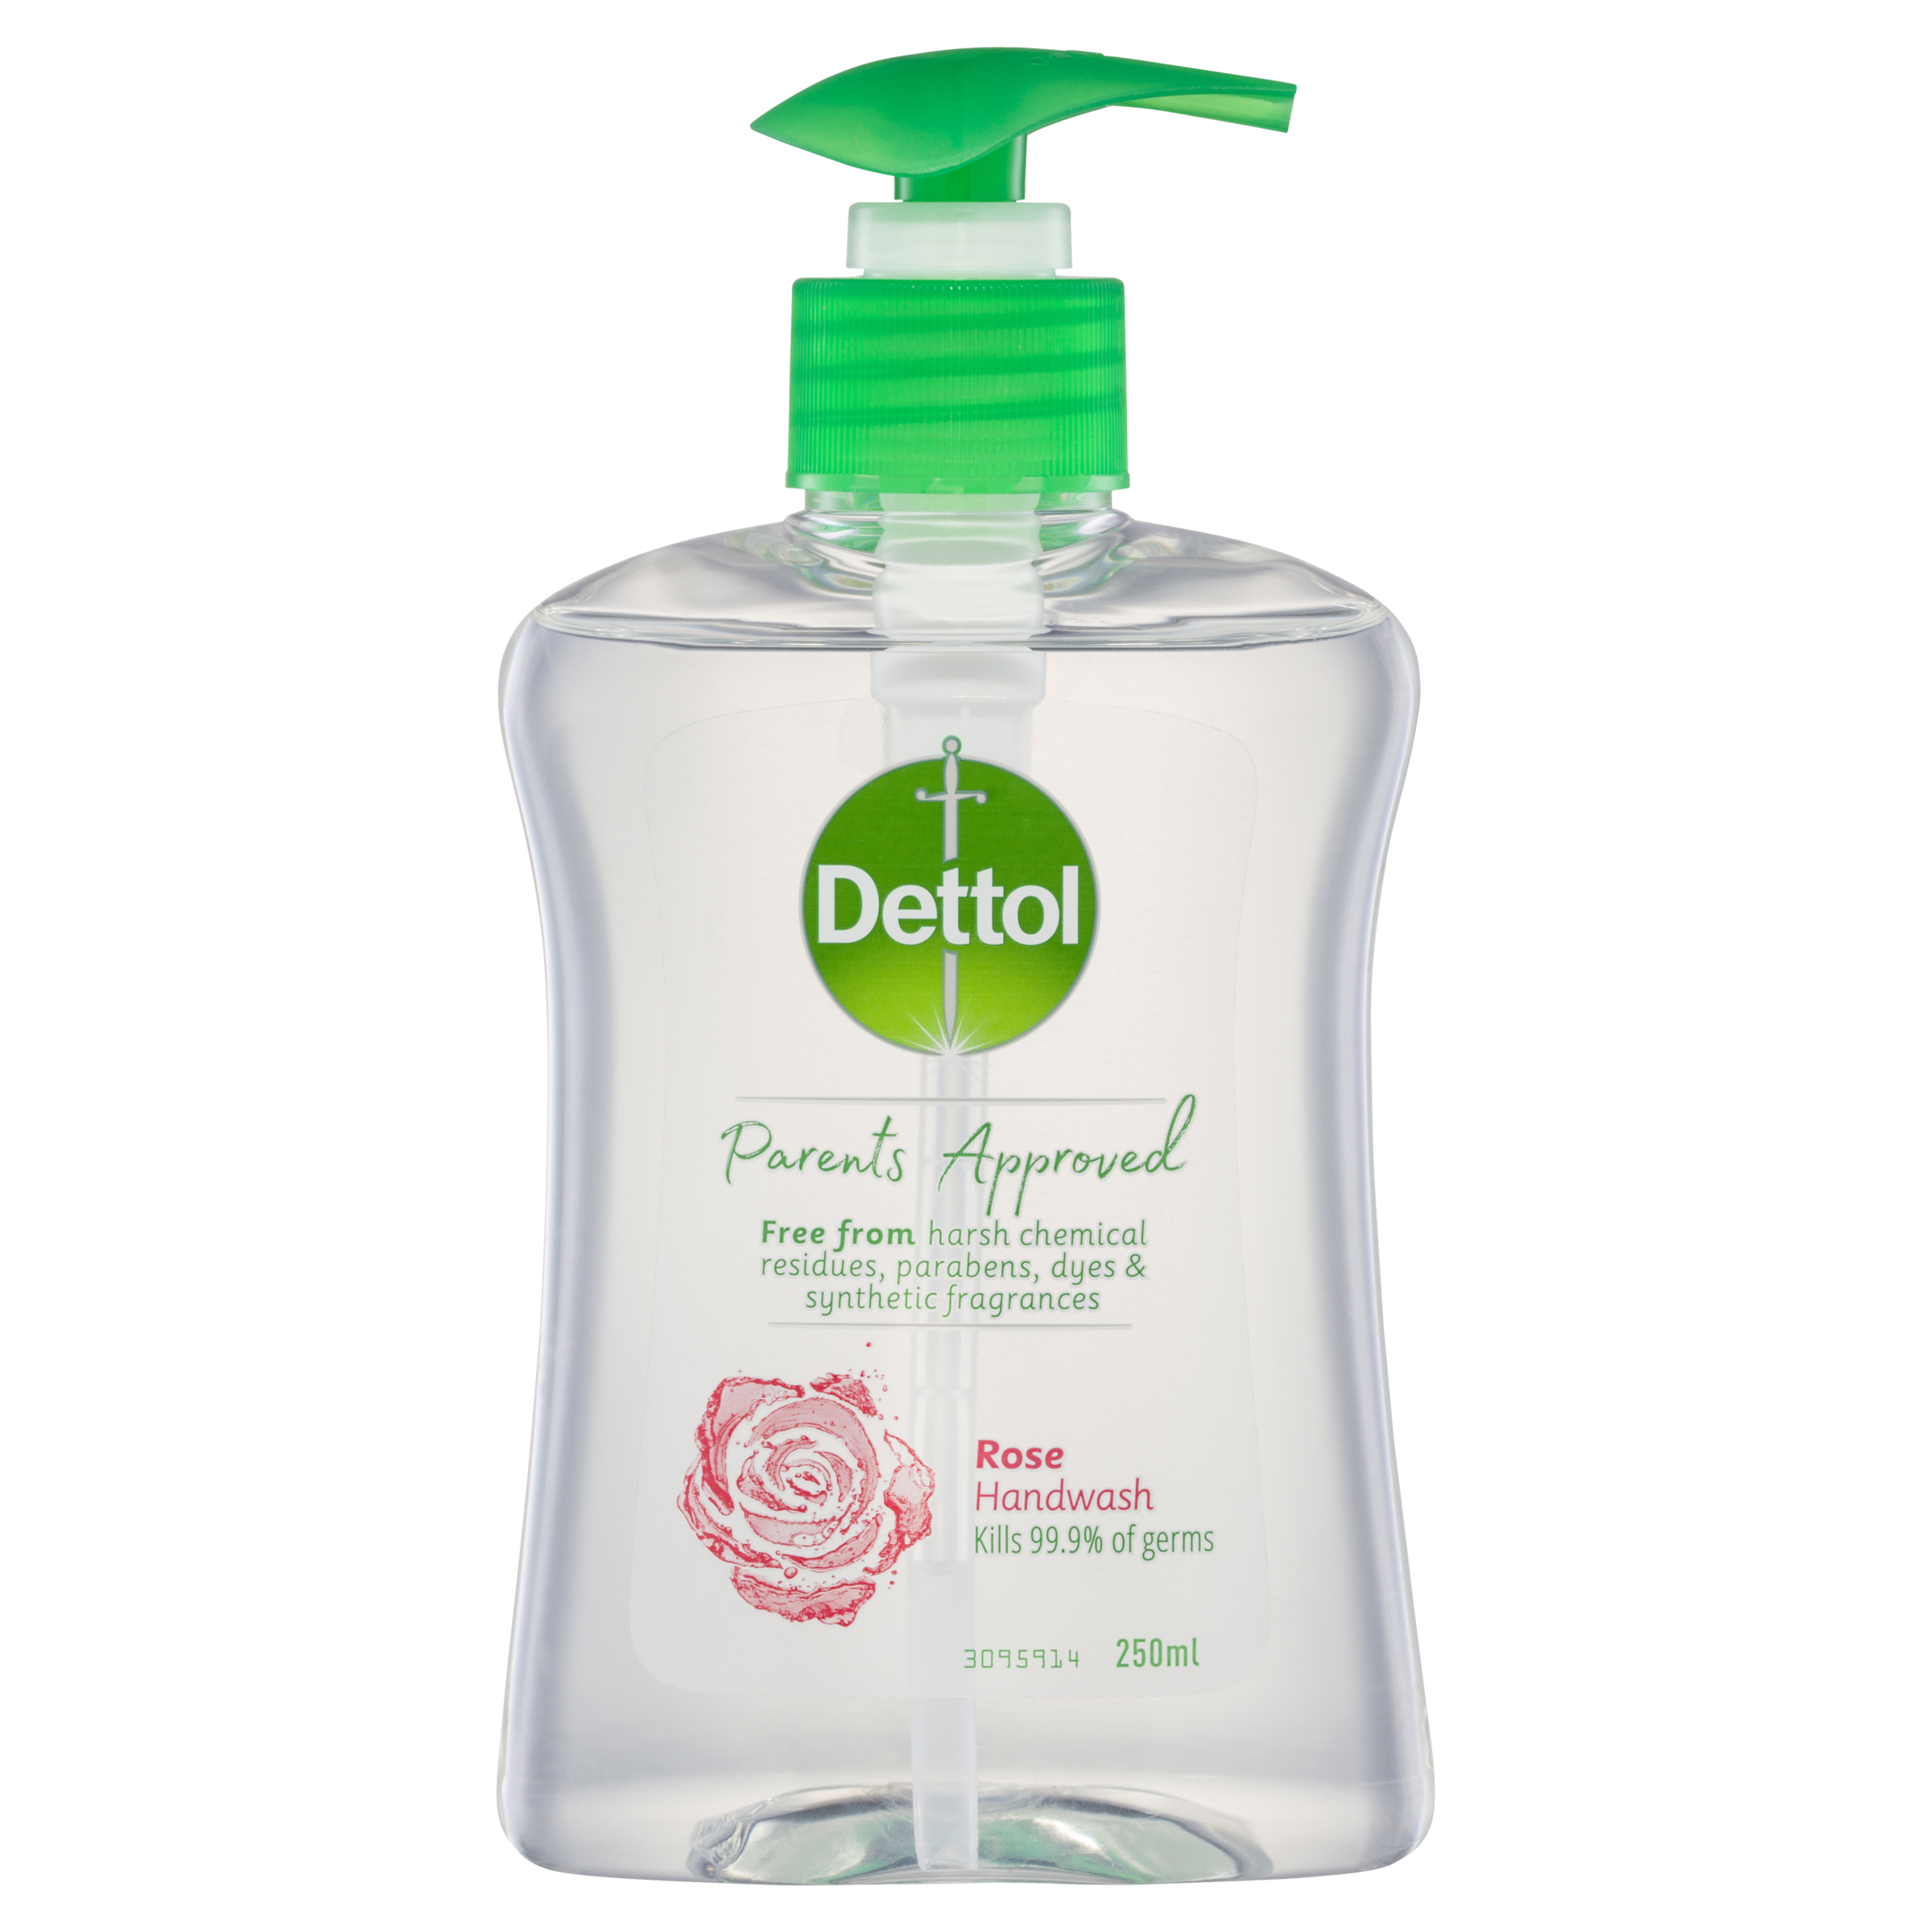 Dettol
Parents Approved
Free from harsh chemical
residues, parabens, dyes &
synthetic fragrances
Rose
Handwash
Kills 99.9% of germs
3095914 250ml